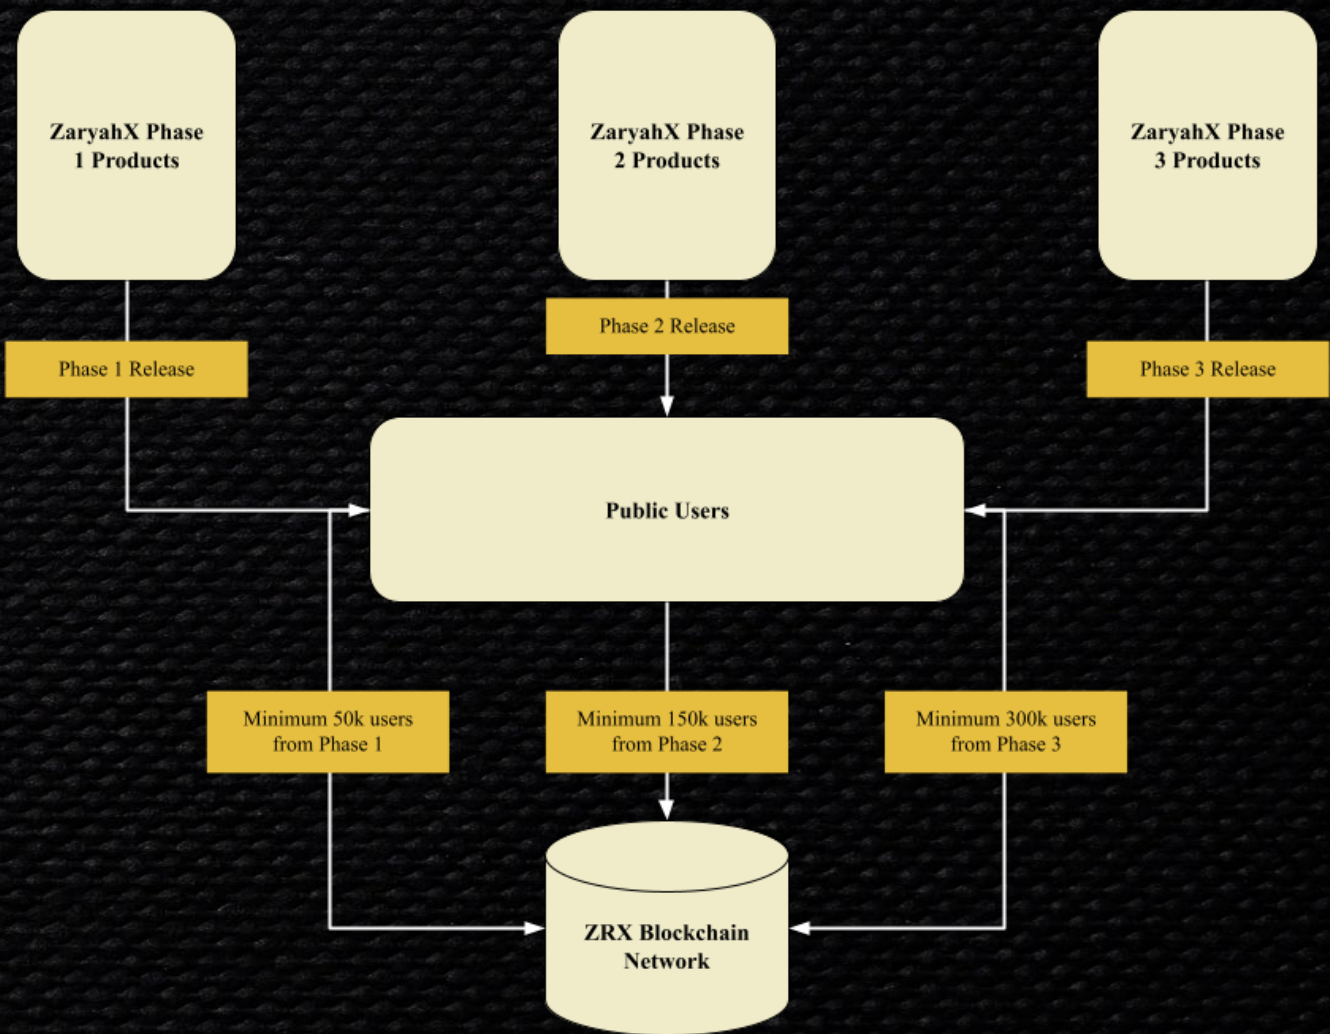 ZaryahX Phase
1 Products
ZaryahX Phase
2 Products
ZaryahX Phase
3 Products
Phase 1 Release
Phase 2 Release
Phase 3 Release
Public Users
Minimum 50k users
from Phase 1
Minimum 150k users
from Phase 2
Minimum 300k users
from Phase 3
ZRX Blockchain
Network